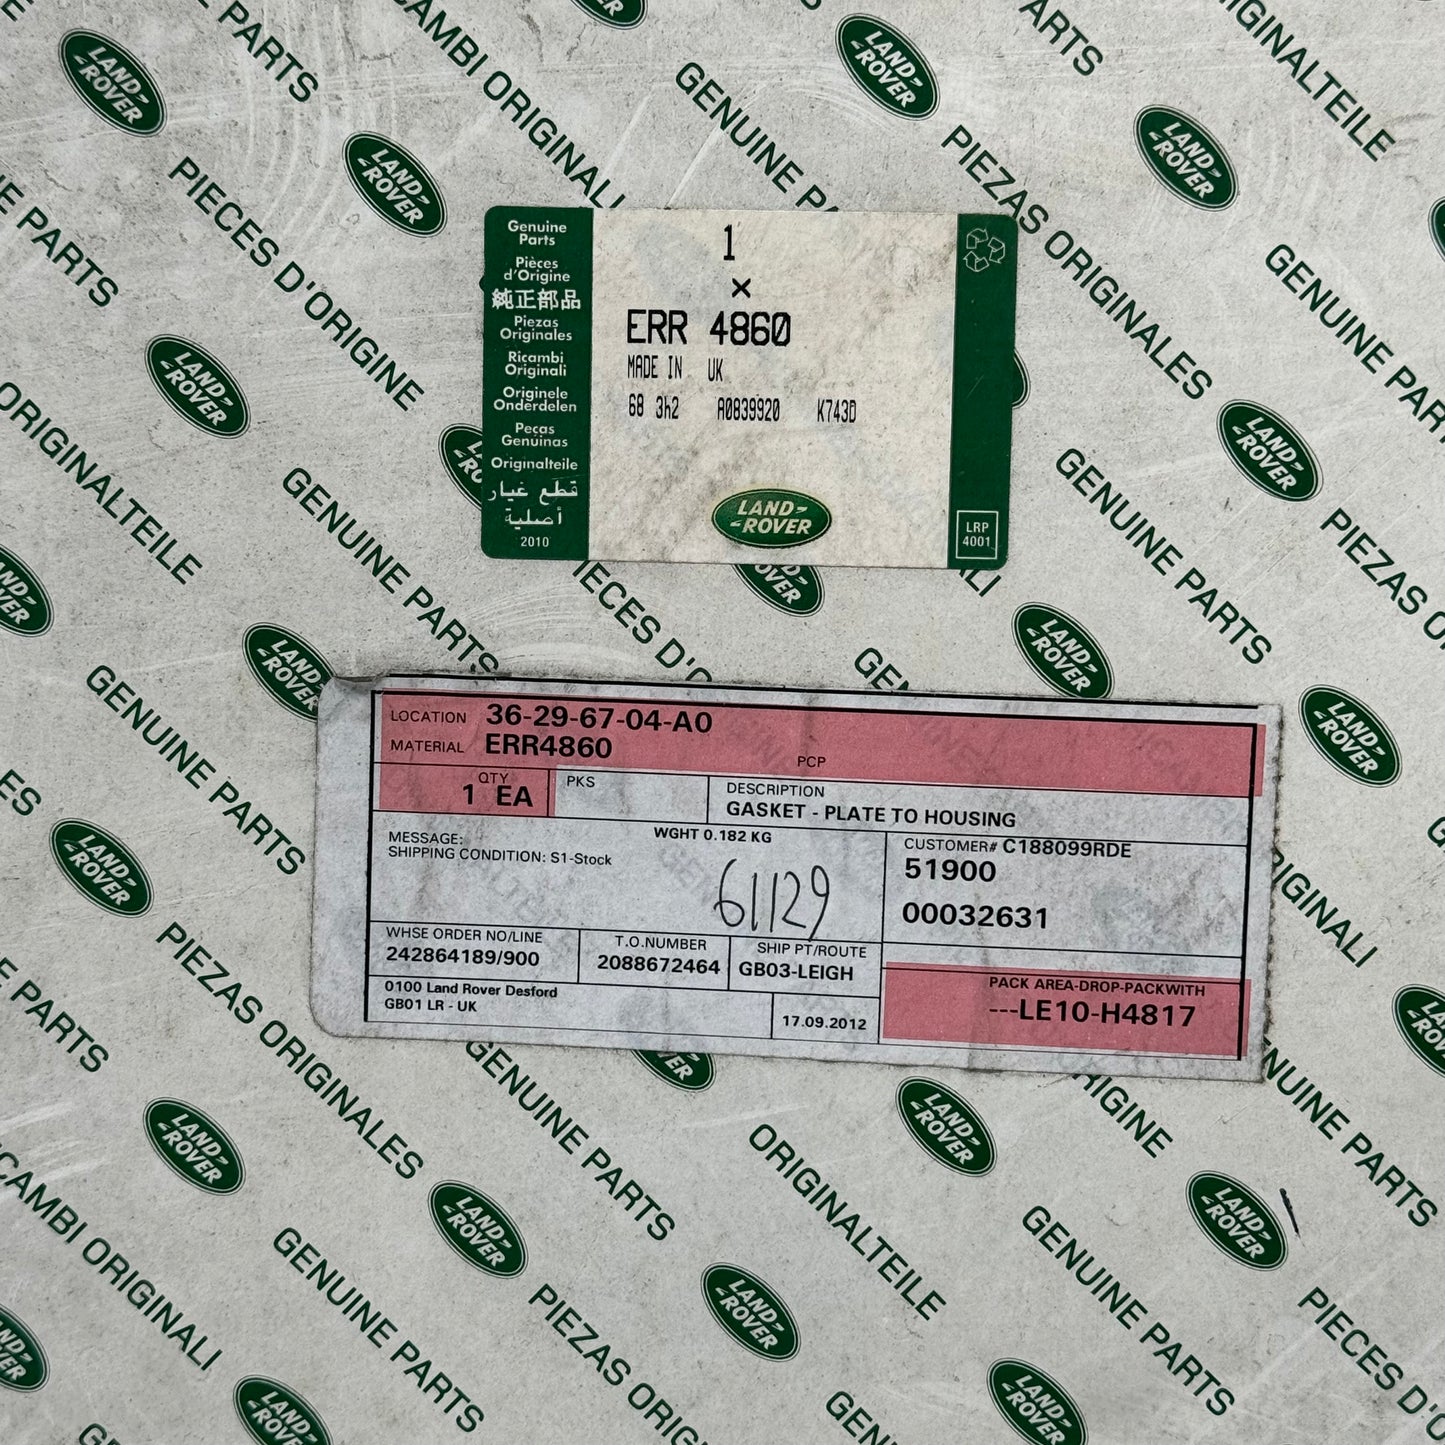 Genuine
Parts
Pièces
d'Origine
純正部品
Piezas
Originales
Ricambi
Originali
Originele
Onderdelen
Peças
Genuinas
Originalteile
قطع غيار
أصلية
2010
1
×
ERR 4860
MADE IN UK
68 3h2 A0839920 K743D
LAND-
-ROVER
LRP
4001
LOCATION 36-29-67-04-A0
MATERIAL ERR4860
PCP
QTY
1 EA
PKS
DESCRIPTION
GASKET - PLATE TO HOUSING
WGHT 0.182 KG
MESSAGE:
SHIPPING CONDITION: S1-Stock
61129
CUSTOMER# C188099RDE
51900
00032631
WHSE ORDER NO/LINE
242864189/900
T.O.NUMBER
2088672464
SHIP PT/ROUTE
GB03-LEIGH
0100 Land Rover Desford
GB01 LR - UK
17.09.2012
PACK AREA-DROP-PACKWITH
---LE10-H4817
LAND-
-ROVER
GENUINE PARTS
PIECES D'ORIGINE
PIEZAS ORIGINALES
RICAMBI ORIGINALI
ORIGINALTEILE